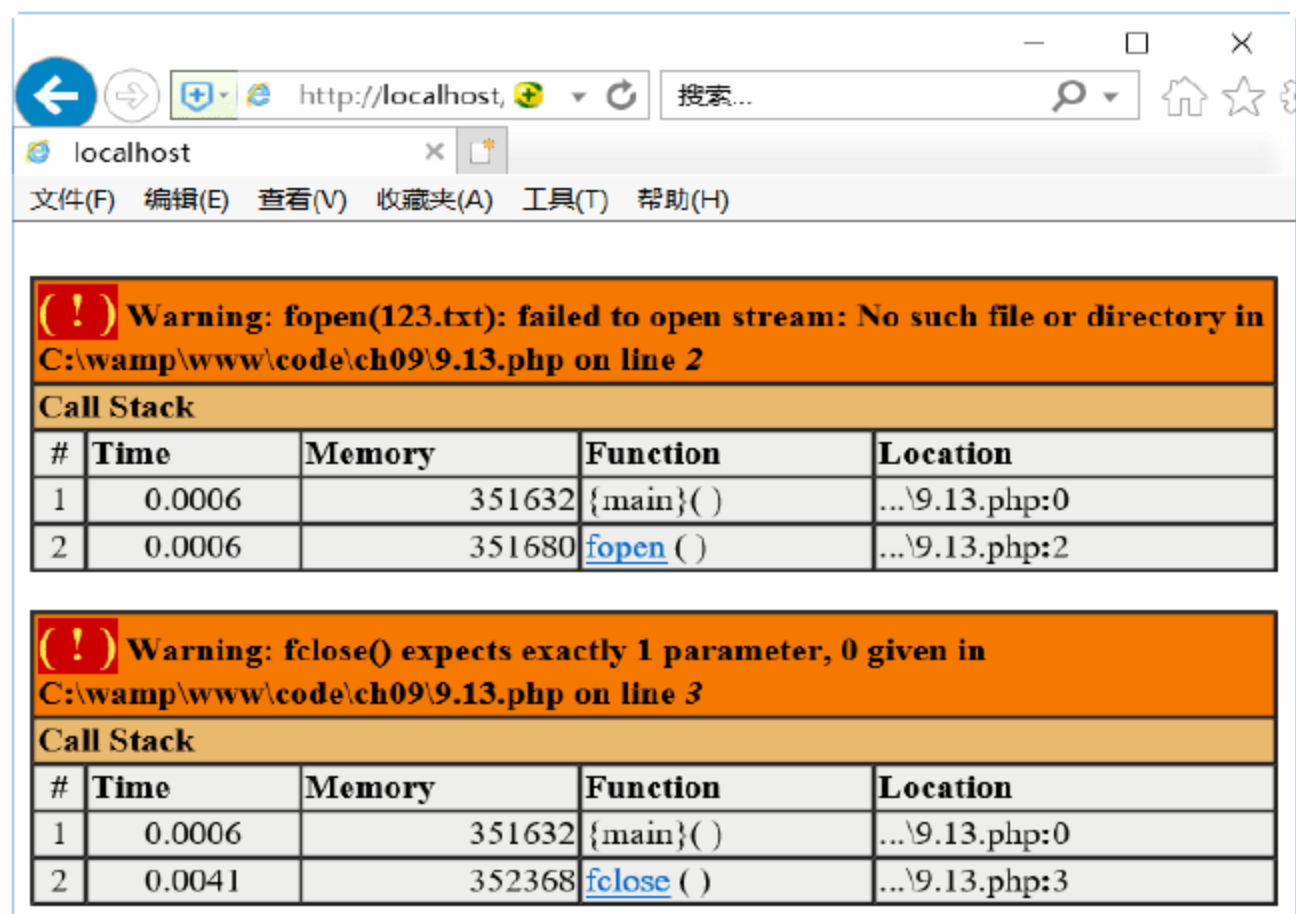 http://localhost,
搜索...
localhost
文件(F) 编辑(E) 查看(V) 收藏夹(A) 工具(T) 帮助(H)
( ! ) Warning: fopen(123.txt): failed to open stream: No such file or directory in
C:\wamp\www\code\ch09\9.13.php on line 2
Call Stack
# Time Memory Function Location
1 0.0006 351632 {main}( ) ...\9.13.php:0
2 0.0006 351680 fopen ( ) ...\9.13.php:2
( ! ) Warning: fclose() expects exactly 1 parameter, 0 given in
C:\wamp\www\code\ch09\9.13.php on line 3
Call Stack
# Time Memory Function Location
1 0.0006 351632 {main}( ) ...\9.13.php:0
2 0.0041 352368 fclose ( ) ...\9.13.php:3